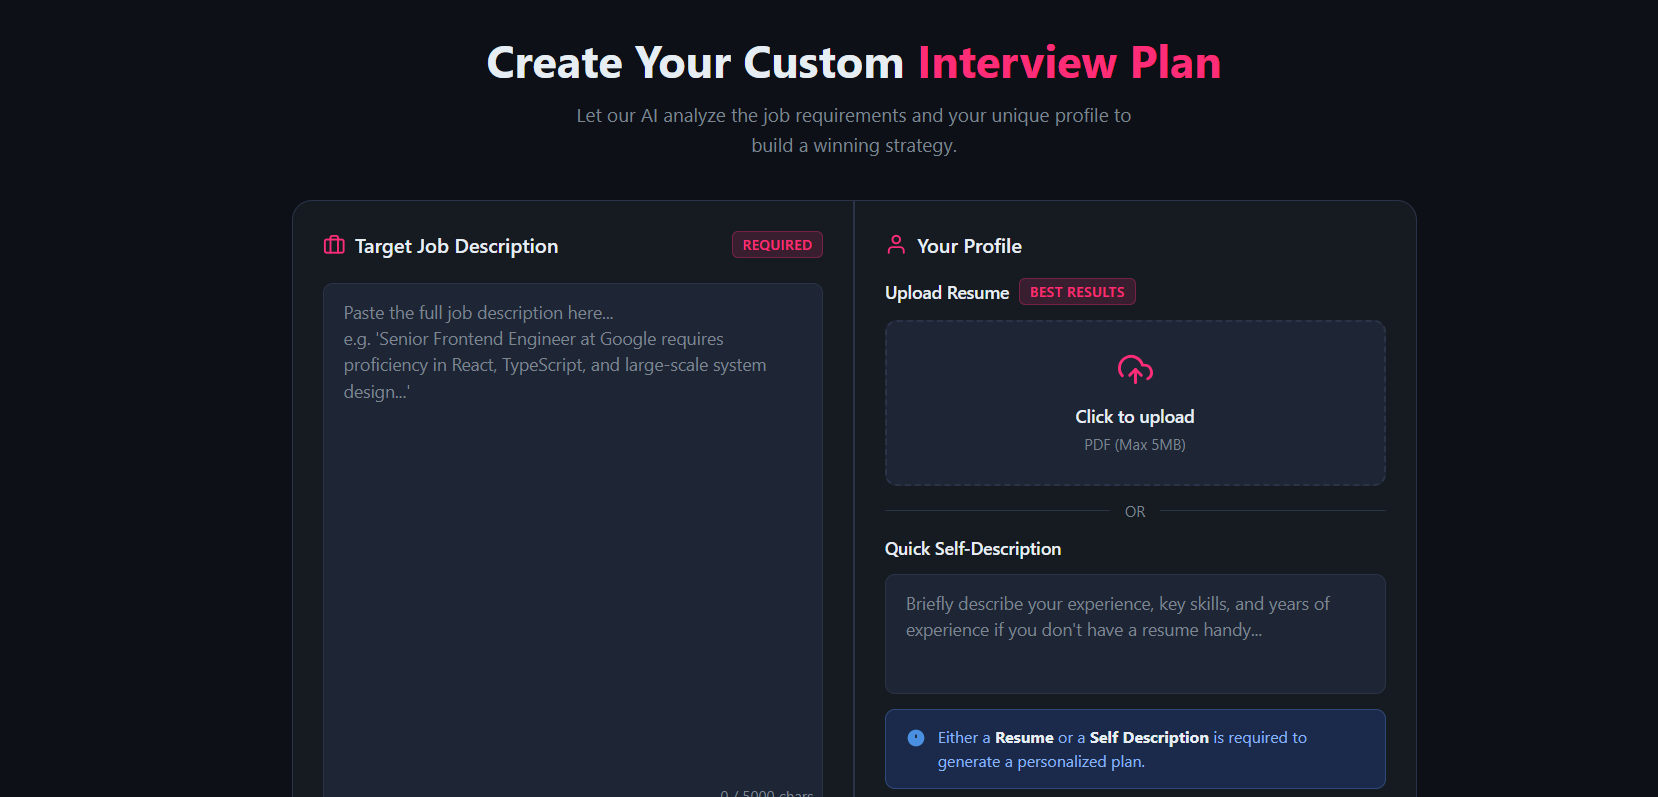 Create Your Custom Interview Plan
Let our AI analyze the job requirements and your unique profile to
build a winning strategy.
Target Job Description
REQUIRED
Paste the full job description here...
e.g. 'Senior Frontend Engineer at Google requires
proficiency in React, TypeScript, and large-scale system
design...'
0 / 5000 chars
Your Profile
Upload Resume
BEST RESULTS
Click to upload
PDF (Max 5MB)
OR
Quick Self-Description
Briefly describe your experience, key skills, and years of
experience if you don't have a resume handy...
Either a Resume or a Self Description is required to
generate a personalized plan.